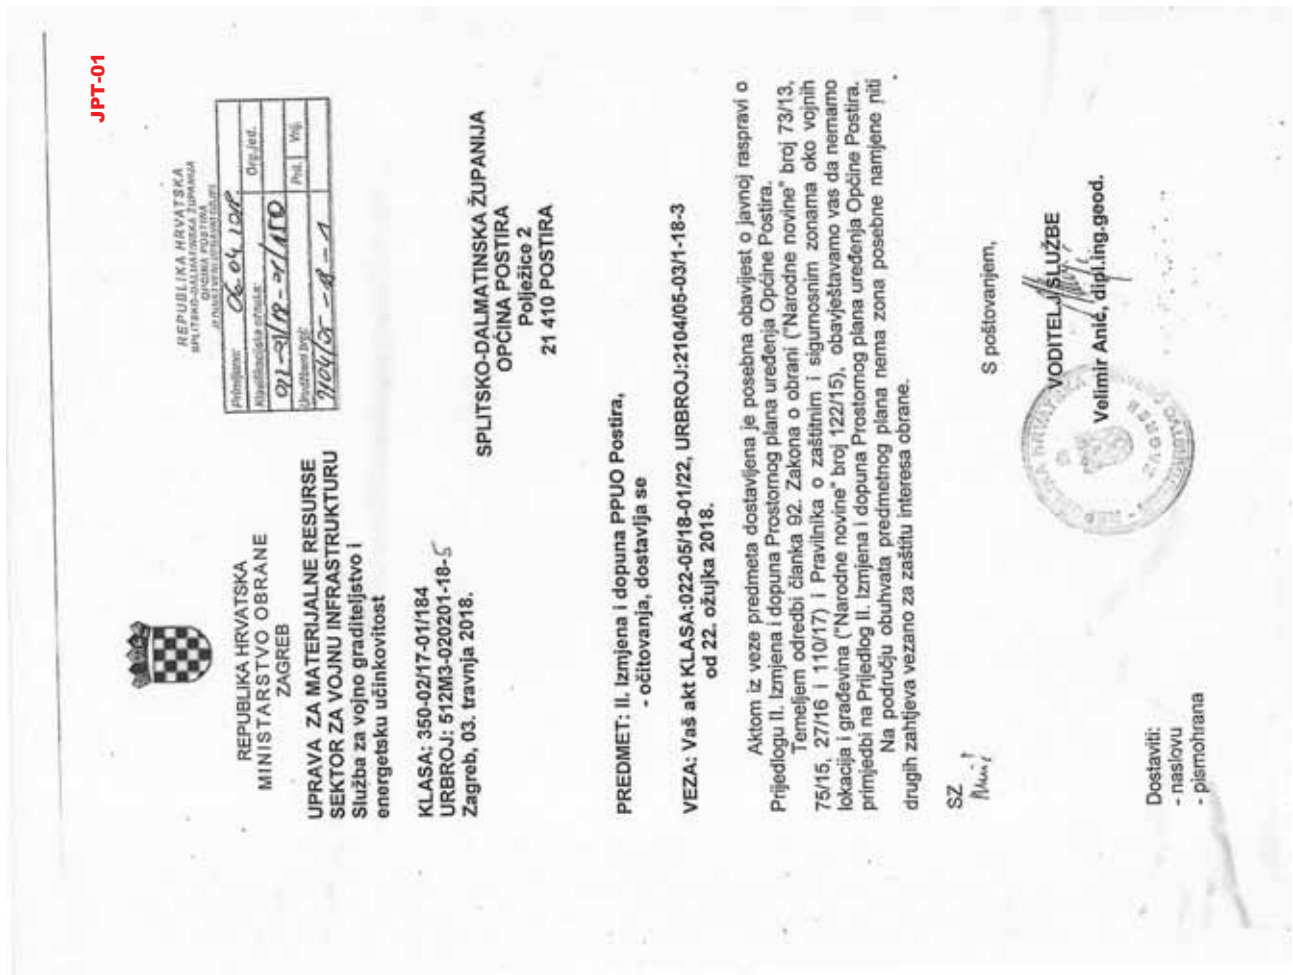 JPT-01
REPUBLIKA HRVATSKA
MINISTARSTVO OBRANE
ZAGREB
UPRAVA ZA MATERIJALNE RESURSE
SEKTOR ZA VOJNU INFRASTRUKTURU
Služba za vojno graditeljstvo i
energetsku učinkovitost
KLASA: 350-02/17-01/184
URBROJ: 512M3-020201-18-5
Zagreb, 03. travnja 2018.
REPUBLIKA HRVATSKA
SPLITSKO-DALMATINSKA ŽUPANIJA
OPĆINA POSTIRA
Primljeno: 06.04.2018.
Klasifikacijska oznaka: Org.jed.
Urudžbeni broj: Pril. Vrij.
2104/05-18-1
SPLITSKO-DALMATINSKA ŽUPANIJA
OPĆINA POSTIRA
Polježice 2
21 410 POSTIRA
PREDMET: II. Izmjena i dopuna PPUO Postira,
- očitovanja, dostavlja se
VEZA: Vaš akt KLASA:022-05/18-01/22, URBROJ:2104/05-03/1-18-3
od 22. ožujka 2018.
Aktom iz veze predmeta dostavljena je posebna obavijest o javnoj raspravi o
Prijedlogu II. Izmjena i dopuna Prostornog plana uređenja Općine Postira.
Temeljem odredbi članka 92. Zakona o obrani ("Narodne novine" broj 73/13,
75/15, 27/16 i 110/17) i Pravilnika o zaštitnim i sigurnosnim zonama oko vojnih
lokacija i građevina ("Narodne novine" broj 122/15), obavještavamo vas da nemamo
primjedbi na Prijedlog II. Izmjena i dopuna Prostornog plana uređenja Općine Postira.
Na području obuhvata predmetnog plana nema zona posebne namjene niti
drugih zahtjeva vezano za zaštitu interesa obrane.
SZ
S poštovanjem,
VODITELJ SLUŽBE
Velimir Anić, dipl.ing.geod.
Dostaviti:
- naslovu
- pismohrana